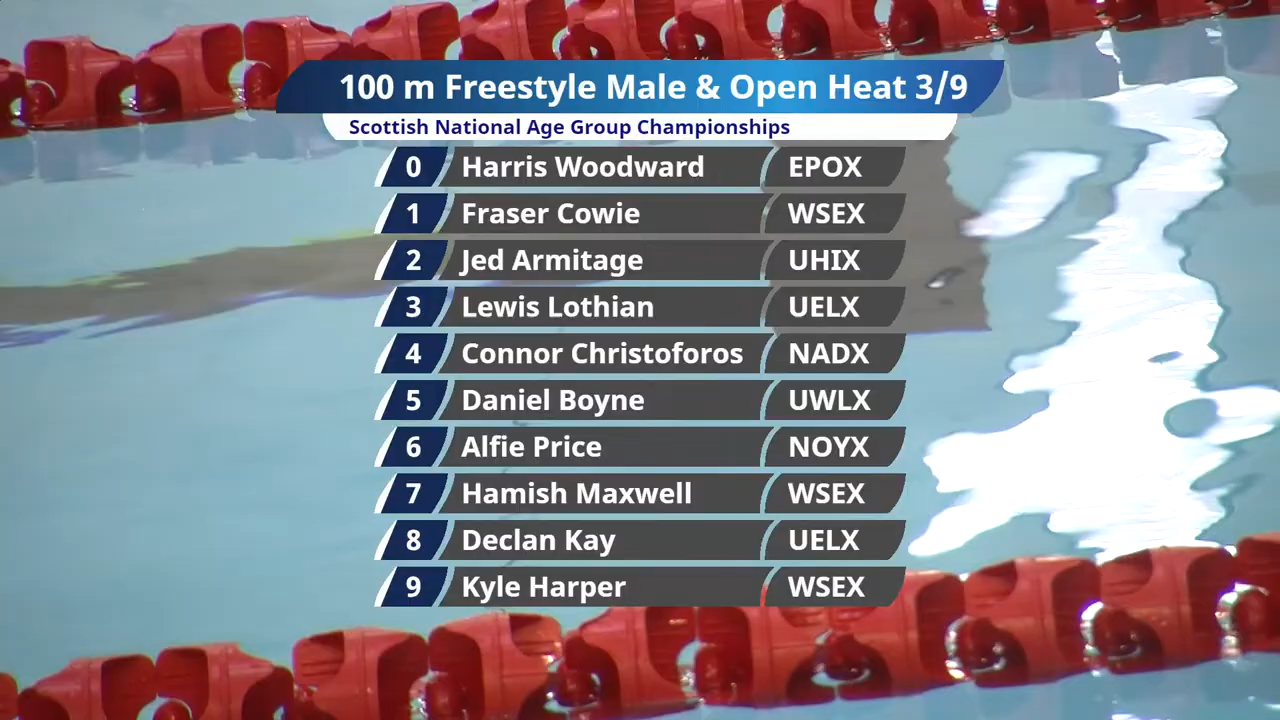 100 m Freestyle Male & Open Heat 3/9
Scottish National Age Group Championships
0 Harris Woodward EPOX
1 Fraser Cowie WSEX
2 Jed Armitage UHIX
3 Lewis Lothian UELX
4 Connor Christoforos NADX
5 Daniel Boyne UWLX
6 Alfie Price NOYX
7 Hamish Maxwell WSEX
8 Declan Kay UELX
9 Kyle Harper WSEX